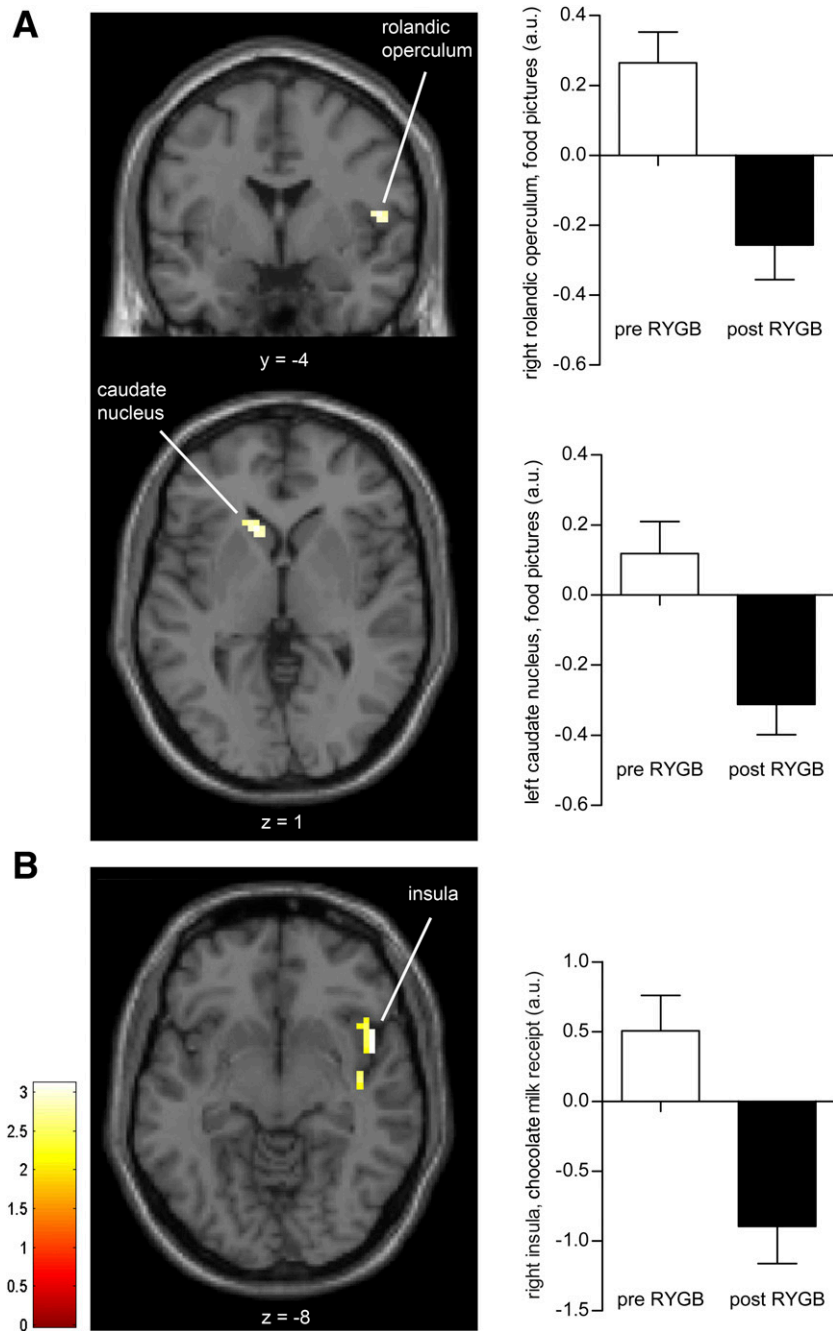 A
rolandic
operculum
y = -4
0.4
0.2
0.0
-0.2
-0.4
-0.6
right rolandic operculum, food pictures (a.u.)
pre RYGB
post RYGB
caudate
nucleus
z = 1
0.4
0.2
0.0
-0.2
-0.4
-0.6
left caudate nucleus, food pictures (a.u.)
pre RYGB
post RYGB
B
insula
z = -8
3
2.5
2
1.5
1
0.5
0
1.0
0.5
0.0
-0.5
-1.0
-1.5
right insula, chocolate milk receipt (a.u.)
pre RYGB
post RYGB